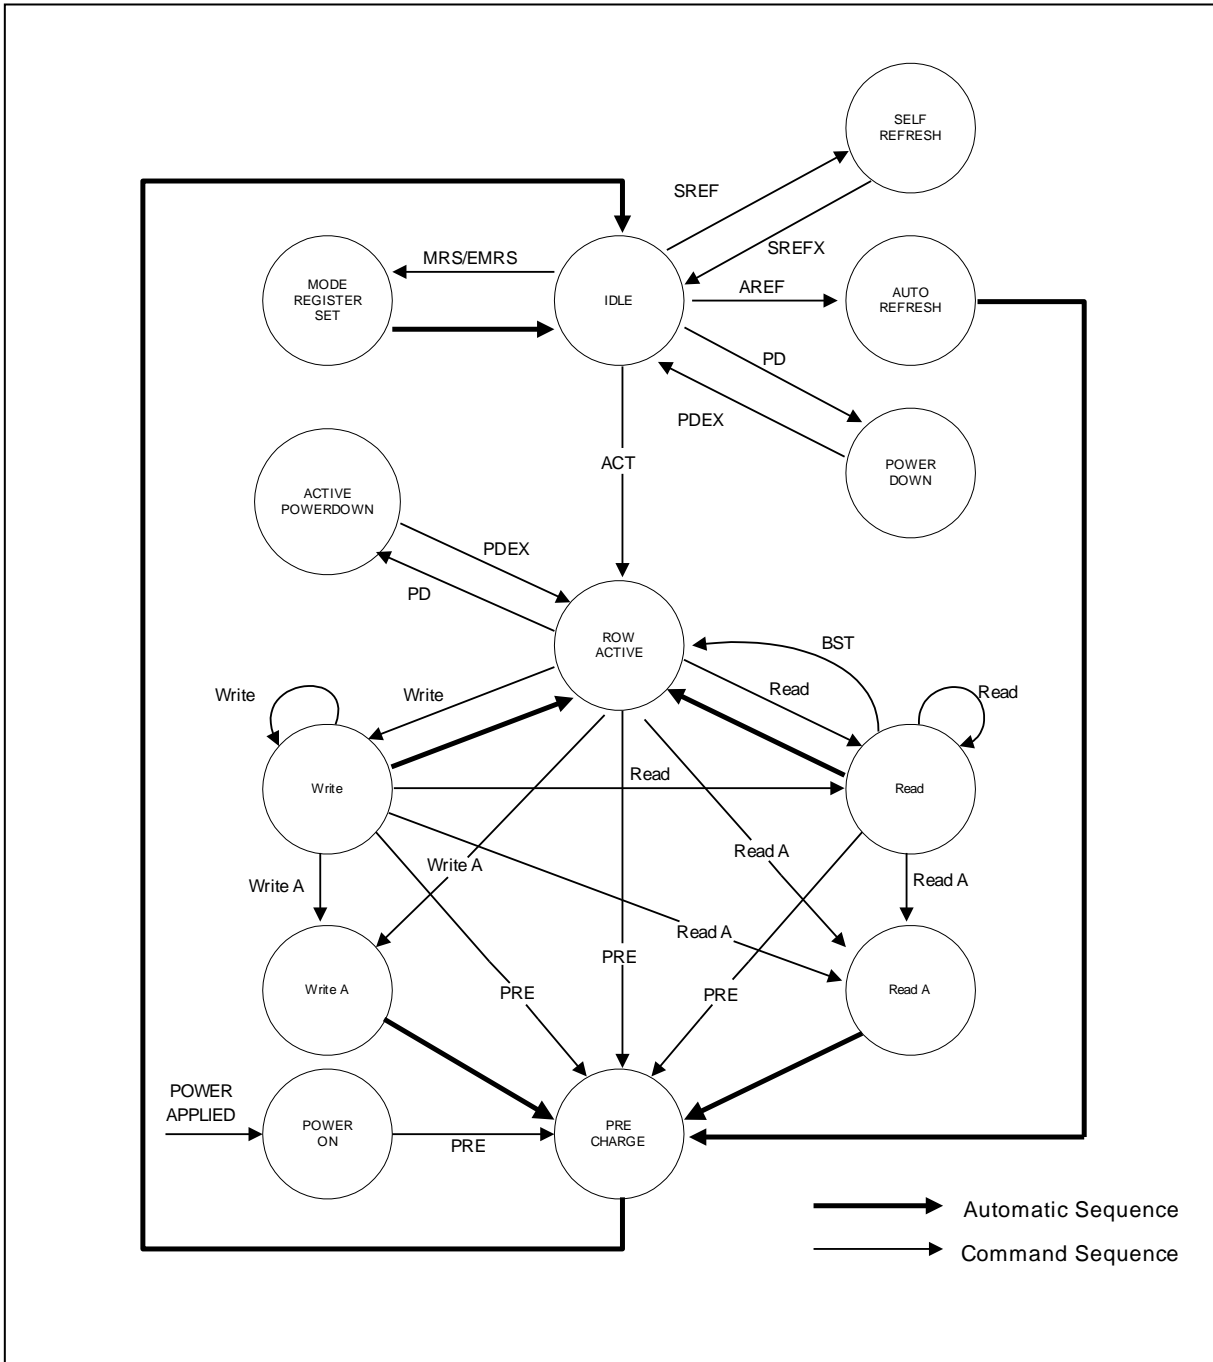 SELF
REFRESH
SREF
SREFX
MRS/EMRS
MODE
REGISTER
SET
IDLE
AREF
AUTO
REFRESH
PD
PDEX
POWER
DOWN
ACT
ACTIVE
POWERDOWN
PDEX
PD
ROW
ACTIVE
BST
Write
Write
Read
Read
Write
Read
Read
Write A
Write A
Read A
Read A
Read A
PRE
PRE
PRE
Write A
Read A
POWER
APPLIED
POWER
ON
PRE
PRE
CHARGE
Automatic Sequence
Command Sequence